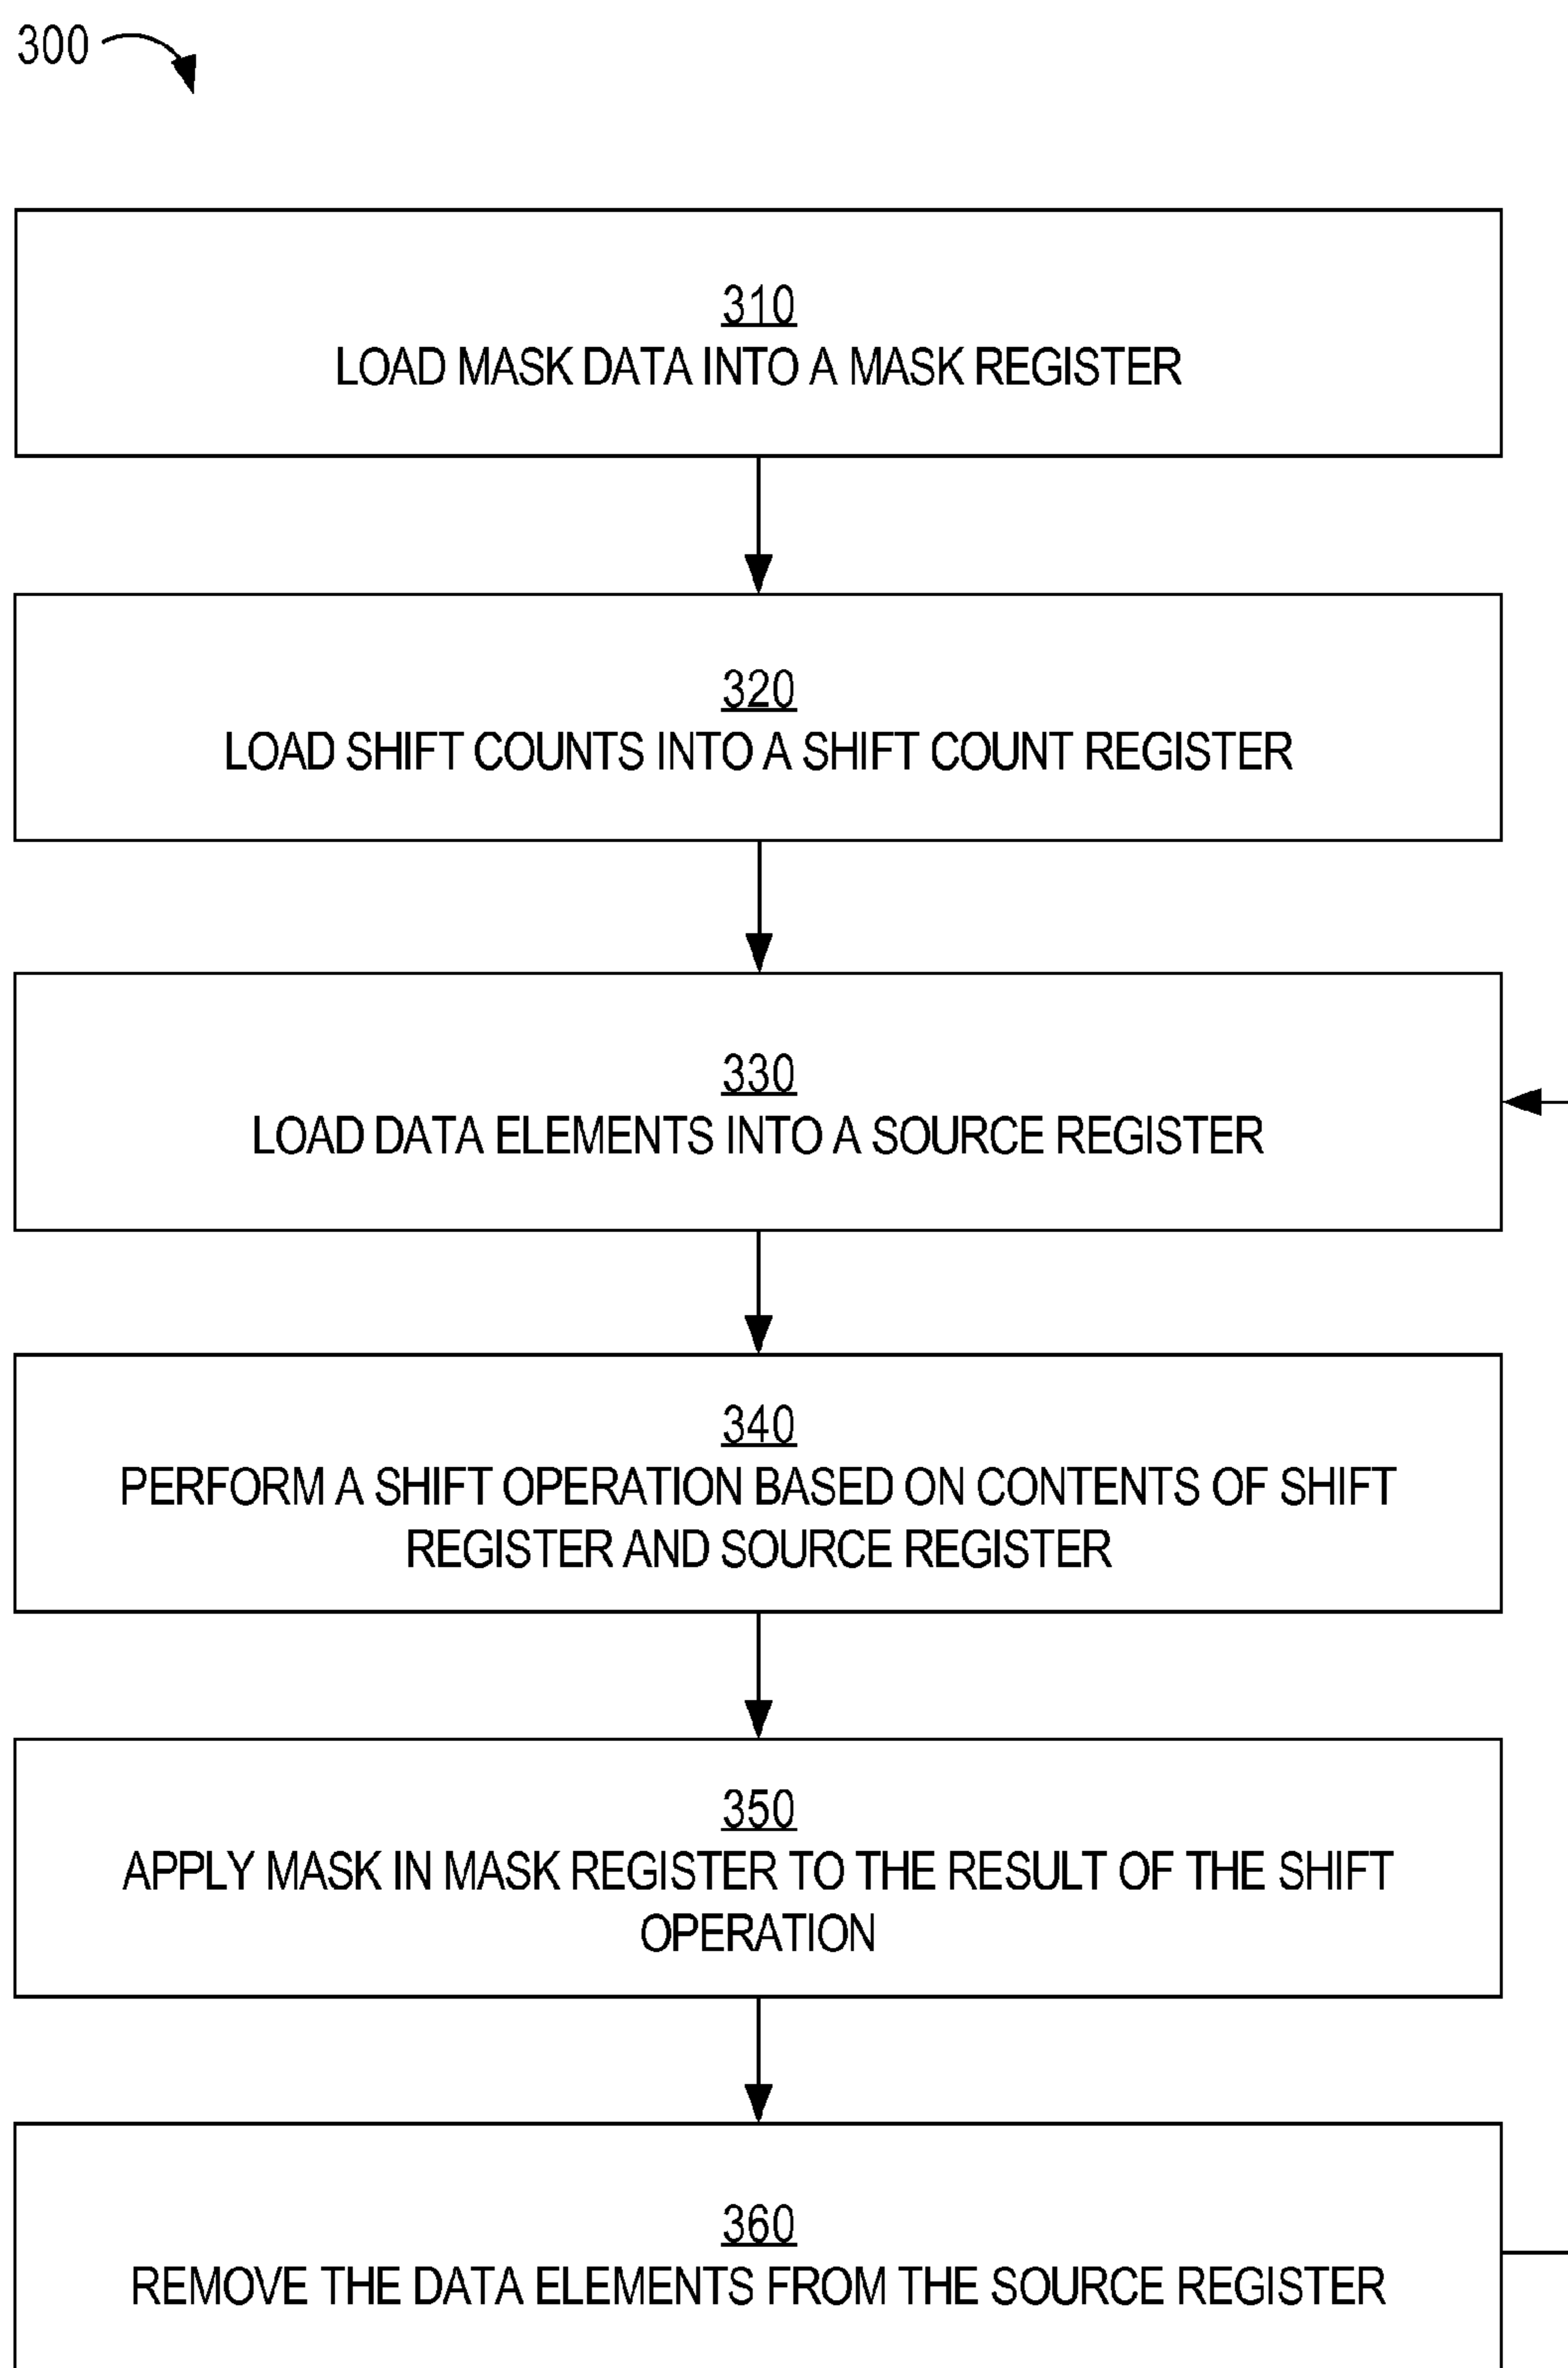 300
310
LOAD MASK DATA INTO A MASK REGISTER
320
LOAD SHIFT COUNTS INTO A SHIFT COUNT REGISTER
330
LOAD DATA ELEMENTS INTO A SOURCE REGISTER
340
PERFORM A SHIFT OPERATION BASED ON CONTENTS OF SHIFT
REGISTER AND SOURCE REGISTER
350
APPLY MASK IN MASK REGISTER TO THE RESULT OF THE SHIFT
OPERATION
360
REMOVE THE DATA ELEMENTS FROM THE SOURCE REGISTER